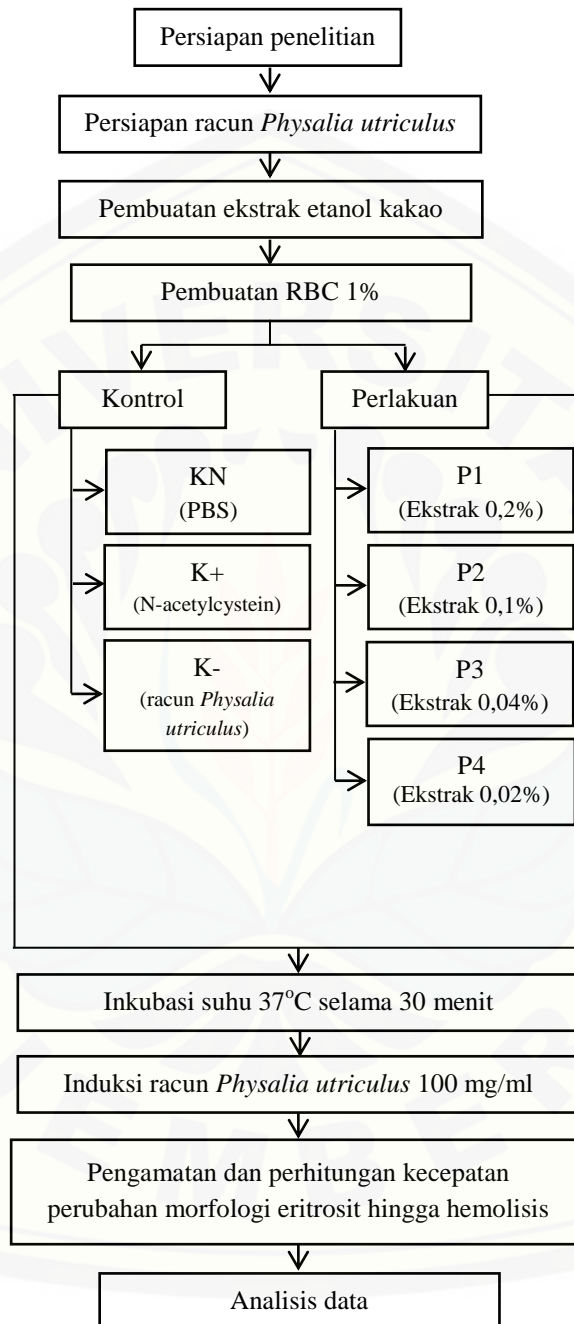 Persiapan penelitian
Persiapan racun Physalia utriculus
Pembuatan ekstrak etanol kakao
Pembuatan RBC 1%
Kontrol
KN
(PBS)
K+
(N-acetylcystein)
K-
(racun Physalia
utriculus)
Perlakuan
P1
(Ekstrak 0,2%)
P2
(Ekstrak 0,1%)
P3
(Ekstrak 0,04%)
P4
(Ekstrak 0,02%)
Inkubasi suhu 37°C selama 30 menit
Induksi racun Physalia utriculus 100 mg/ml
Pengamatan dan perhitungan kecepatan
perubahan morfologi eritrosit hingga hemolisis
Analisis data